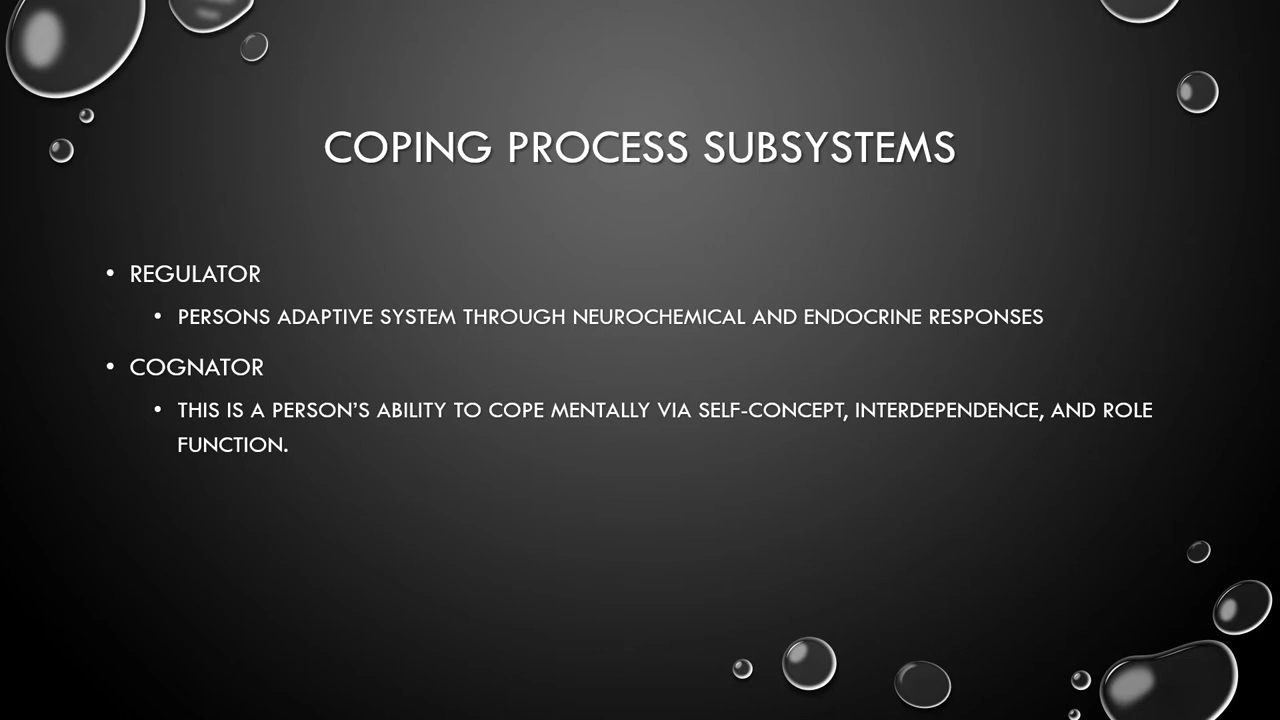 COPING PROCESS SUBSYSTEMS
• REGULATOR
• PERSONS ADAPTIVE SYSTEM THROUGH NEUROCHEMICAL AND ENDOCRINE RESPONSES
• COGNATOR
• THIS IS A PERSON’S ABILITY TO COPE MENTALLY VIA SELF-CONCEPT, INTERDEPENDENCE, AND ROLE
FUNCTION.